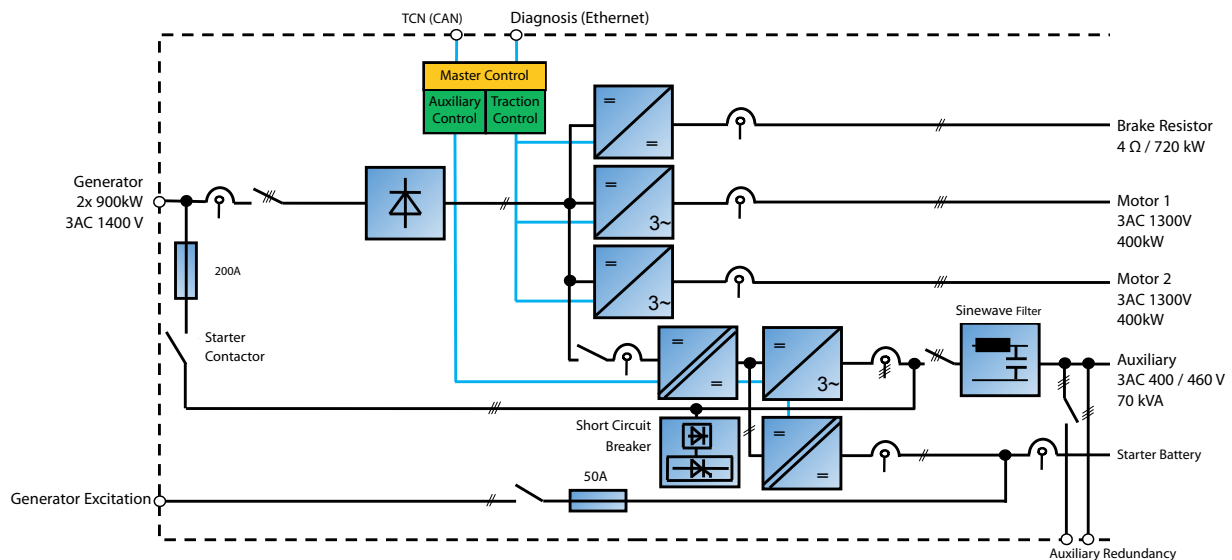 TCN (CAN)
Diagnosis (Ethernet)
Master Control
Auxiliary
Control
Traction
Control
=
=
Brake Resistor
4 Ω / 720 kW
Generator
2x 900kW
3AC 1400 V
=
3~
Motor 1
3AC 1300V
400kW
200A
=
3~
Motor 2
3AC 1300V
400kW
Starter
Contactor
Sinewave Filter
=
=
=
3~
Auxiliary
3AC 400 / 460 V
70 kVA
Short Circuit
Breaker
=
=
Starter Battery
50A
Generator Excitation
Auxiliary Redundancy